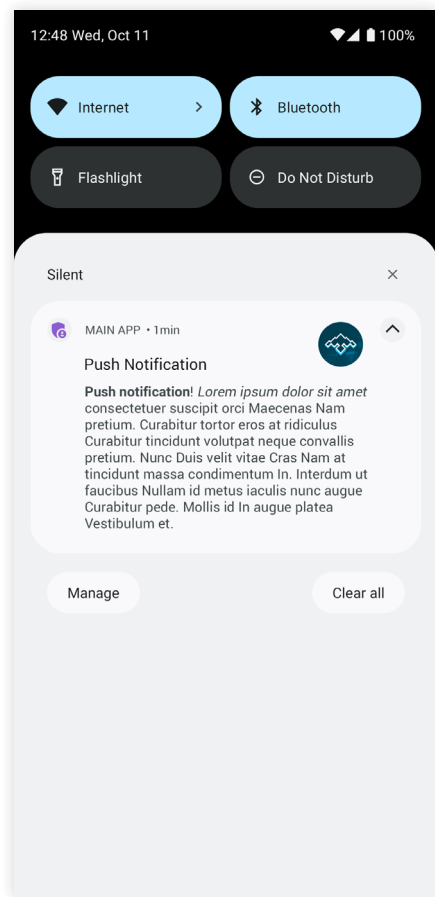 12:48 Wed, Oct 11 100%
Internet
Bluetooth
Flashlight
Do Not Disturb
Silent
MAIN APP • 1min
Push Notification
Push notification! Lorem ipsum dolor sit amet
consectetuer suscipit orci Maecenas Nam
pretium. Curabitur tortor eros at ridiculus
Curabitur tincidunt volutpat neque convallis
pretium. Nunc Duis velit vitae Cras Nam at
tincidunt massa condimentum In. Interdum ut
faucibus Nullam id metus iaculis nunc augue
Curabitur pede. Mollis id In augue platea
Vestibulum et.
Manage
Clear all